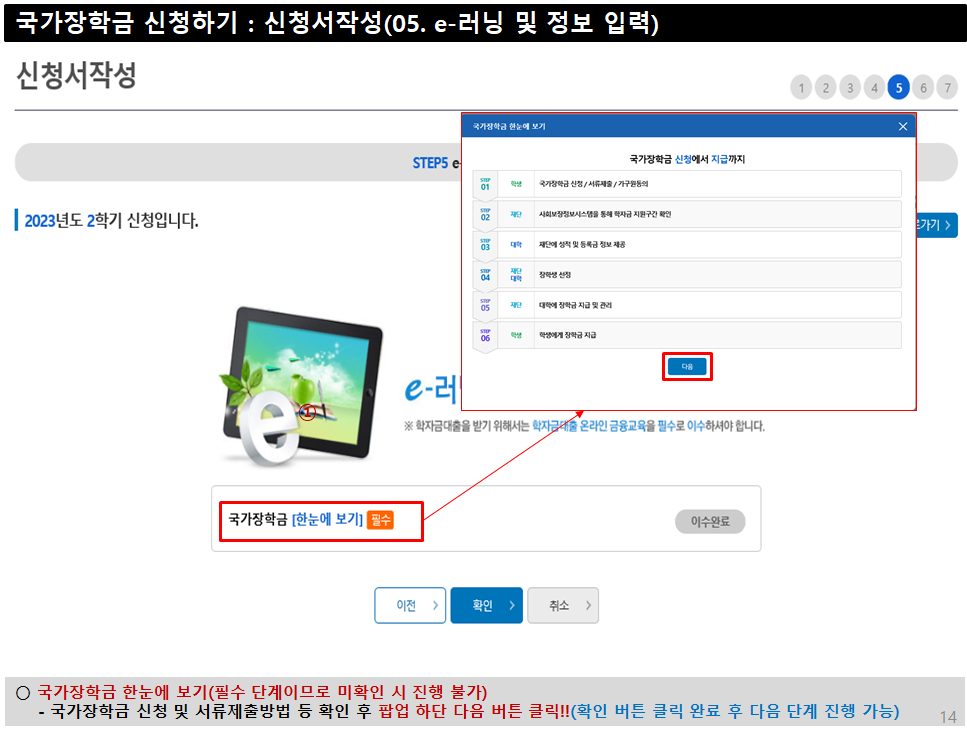 국가장학금 신청하기 : 신청서작성(05. e-러닝 및 정보 입력)
신청서작성
1 2 3 4 5 6 7
STEP5 e-
2023년도 2학기 신청입니다.
가기 >
국가장학금 한눈에 보기
국가장학금 신청에서 지급까지
STEP 01 학생 국가장학금 신청 / 서류제출 / 가구원동의
STEP 02 재단 사회보장정보시스템을 통해 학자금 지원구간 확인
STEP 03 대학 재단에 성적 및 등록금 정보 제공
STEP 04 재단 대학 장학생 선정
STEP 05 재단 대학에 장학금 지급 및 관리
STEP 06 학생 학생에게 장학금 지급
다음
①
e
e-러닝
※ 학자금대출을 받기 위해서는 학자금대출 온라인 금융교육을 필수로 이수하셔야 합니다.
국가장학금 [한눈에 보기] 필수
이수완료
이전 >
확인 >
취소 >
○ 국가장학금 한눈에 보기(필수 단계이므로 미확인 시 진행 불가)
- 국가장학금 신청 및 서류제출방법 등 확인 후 팝업 하단 다음 버튼 클릭!!(확인 버튼 클릭 완료 후 다음 단계 진행 가능)
14